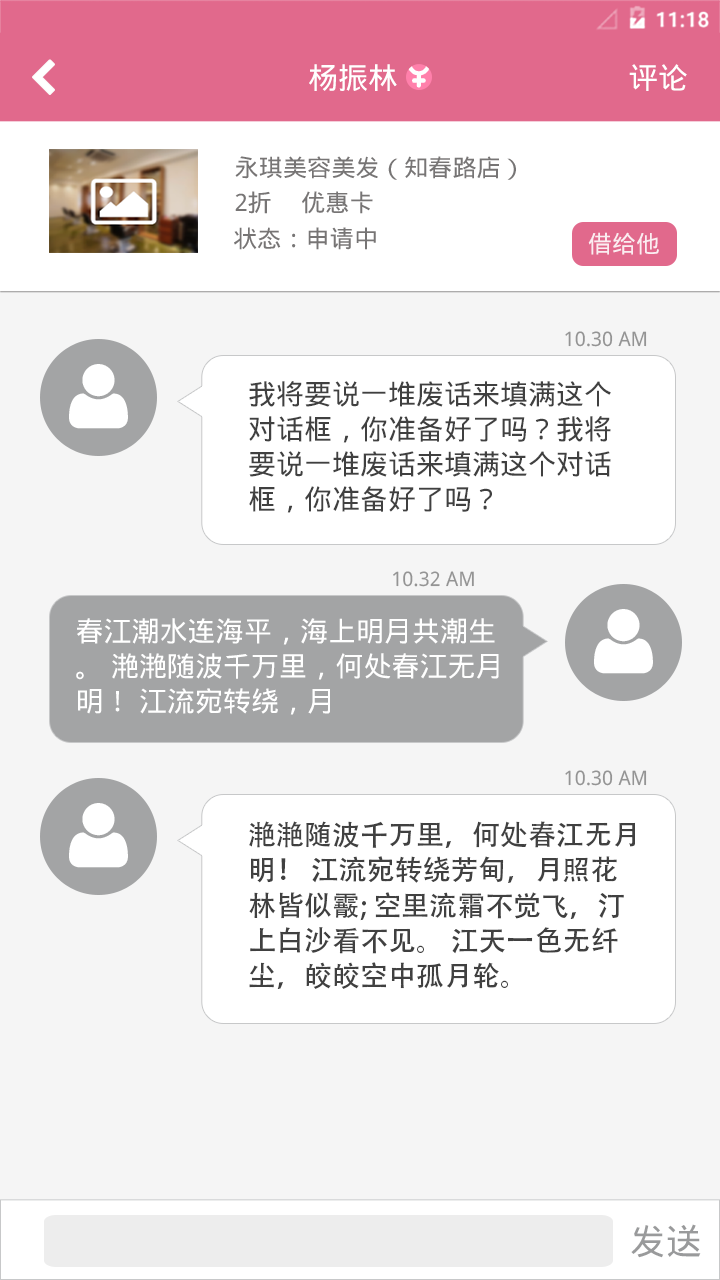 11:18
杨振林
评论
永琪美容美发（知春路店）
2折 优惠卡
状态：申请中
借给他
10.30 AM
我将要说一堆废话来填满这个
对话框，你准备好了吗？我将
要说一堆废话来填满这个对话
框，你准备好了吗？
10.32 AM
春江潮水连海平，海上明月共潮生
。 滟滟随波千万里，何处春江无月
明！ 江流宛转绕，月
10.30 AM
滟滟随波千万里，何处春江无月
明！ 江流宛转绕芳甸，月照花
林皆似霰; 空里流霜不觉飞，汀
上白沙看不见。 江天一色无纤
尘，皎皎空中孤月轮。
发送